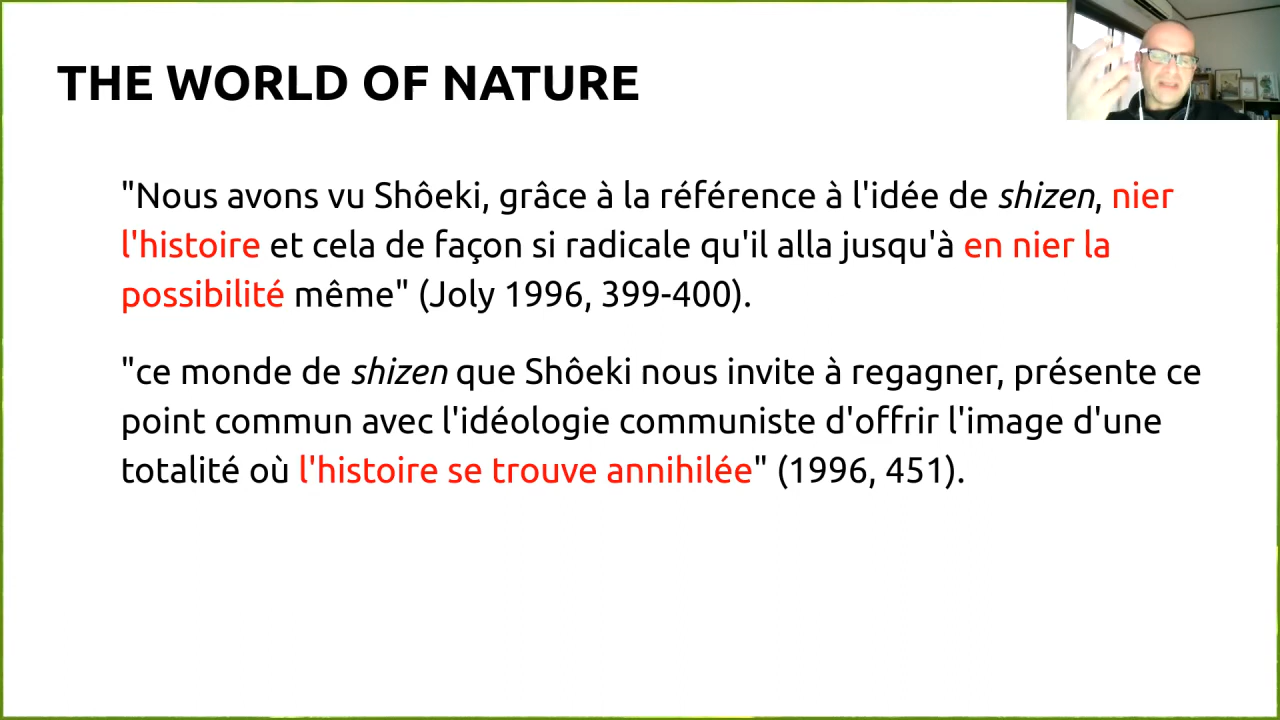 THE WORLD OF NATURE
"Nous avons vu Shôeki, grâce à la référence à l'idée de shizen, nier
l'histoire et cela de façon si radicale qu'il alla jusqu'à en nier la
possibilité même" (Joly 1996, 399-400).
"ce monde de shizen que Shôeki nous invite à regagner, présente ce
point commun avec l'idéologie communiste d'offrir l'image d'une
totalité où l'histoire se trouve annihilée" (1996, 451).